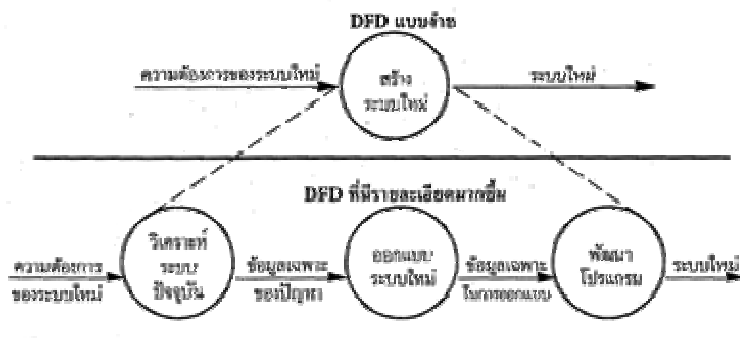 DFD แบบง่าย
ความต้องการของระบบใหม่
สร้าง
ระบบใหม่
ระบบใหม่
DFD ที่มีรายละเอียดมากขึ้น
ความต้องการ
ของระบบใหม่
วิเคราะห์
ระบบ
ปัจจุบัน
ข้อมูลเฉพาะ
ของปัญหา
ออกแบบ
ระบบใหม่
ข้อมูลเฉพาะ
ในการออกแบบ
พัฒนา
โปรแกรม
ระบบใหม่